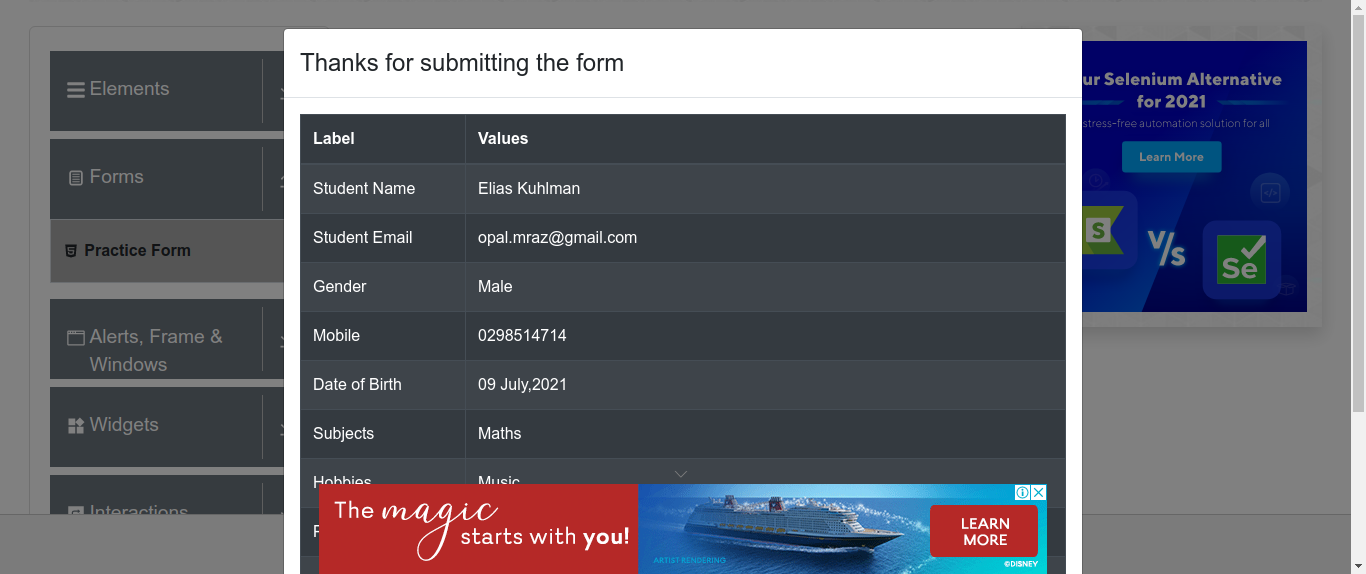 Thanks for submitting the form
Elements
Forms
Practice Form
Alerts, Frame &
Windows
Widgets
Interactions
Label Values
Student Name Elias Kuhlman
Student Email opal.mraz@gmail.com
Gender Male
Mobile 0298514714
Date of Birth 09 July,2021
Subjects Maths
Hobbies Music
The magic
starts with you!
ARTIST RENDERING
LEARN
MORE
©DISNEY
Selenium Alternative
for 2021
stress-free automation solution for all
Learn More
S
V/S
Se